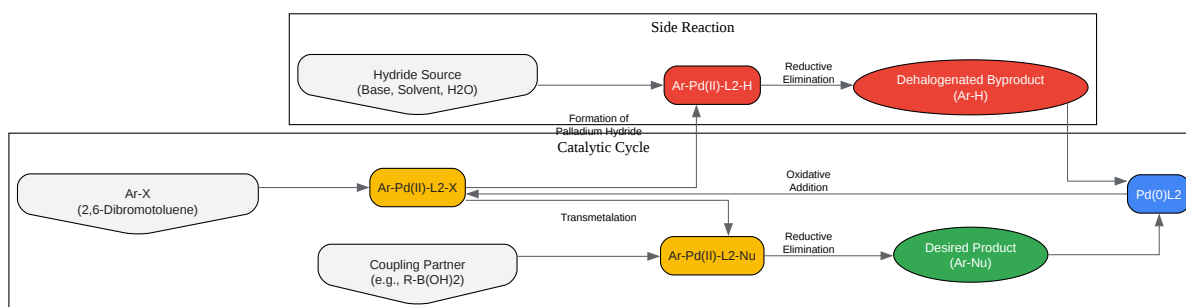 Side Reaction
Hydride Source
(Base, Solvent, H2O)
Ar-Pd(II)-L2-H
Reductive
Elimination
Dehalogenated Byproduct
(Ar-H)
Formation of
Palladium Hydride
Catalytic Cycle
Ar-X
(2,6-Dibromotoluene)
Ar-Pd(II)-L2-X
Oxidative
Addition
Pd(0)L2
Transmetalation
Coupling Partner
(e.g., R-B(OH)2)
Ar-Pd(II)-L2-Nu
Reductive
Elimination
Desired Product
(Ar-Nu)